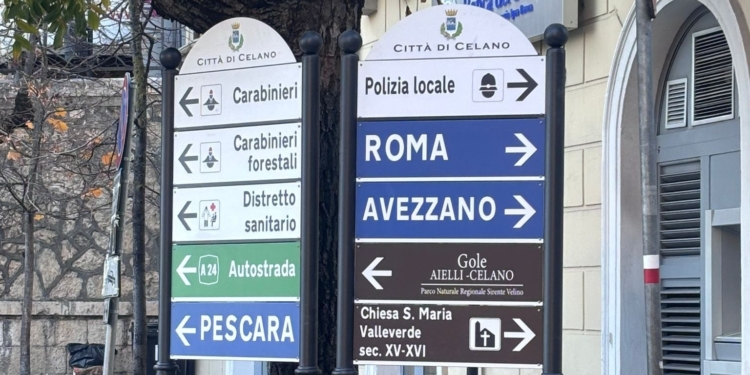 CITTÀ DI CELANO
Carabinieri
Carabinieri
forestali
Distretto
sanitario
A 24
Autostrada
PESCARA
CITTÀ DI CELANO
Polizia locale
ROMA
AVEZZANO
Gole
AIELLI-CELANO
Parco Naturale Regionale Sirente Velino
Chiesa S. Maria
Valleverde
sec. XV-XVI